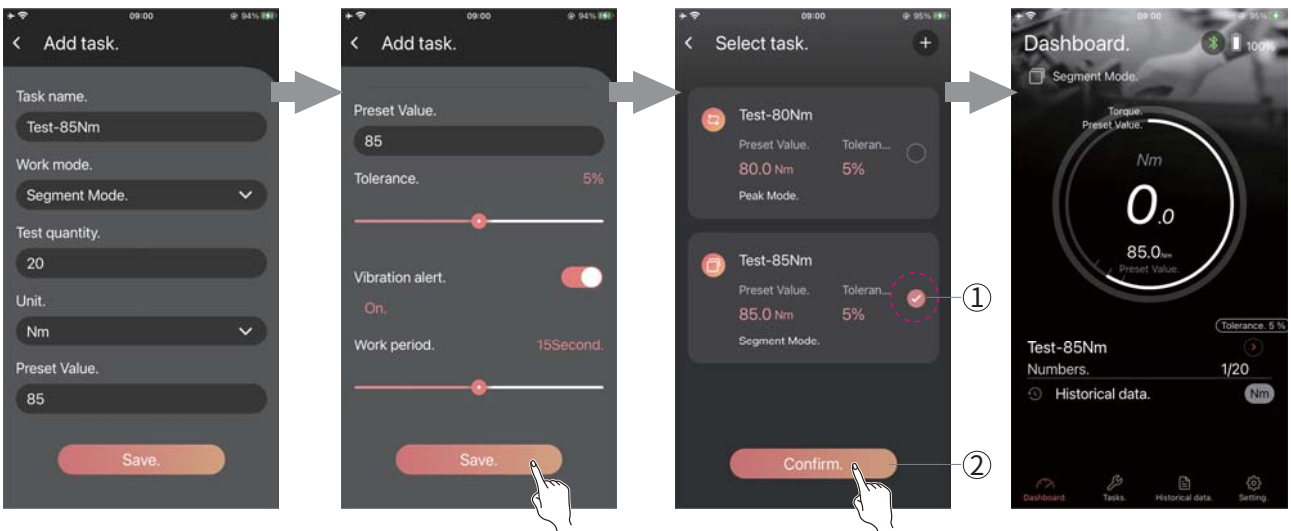 09:00
94%
Add task.
Task name.
Test-85Nm
Work mode.
Segment Mode.
Test quantity.
20
Unit.
Nm
Preset Value.
85
Save.
09:00
94%
Add task.
Preset Value.
85
Tolerance. 5%
Vibration alert.
On.
Work period. 15Second.
Save.
09:00
95%
Select task.
Test-80Nm
Preset Value. Toleran...
80.0 Nm 5%
Peak Mode.
Test-85Nm
Preset Value. Toleran...
85.0 Nm 5%
Segment Mode.
①
Confirm.
②
09:00
95%
Dashboard. 100%
Segment Mode.
Torque.
Preset Value.
Nm
0.0
85.0 Nm
Preset Value.
Tolerance. 5 %
Test-85Nm
Numbers. 1/20
Historical data. Nm
Dashboard. Tasks. Historical data. Setting.